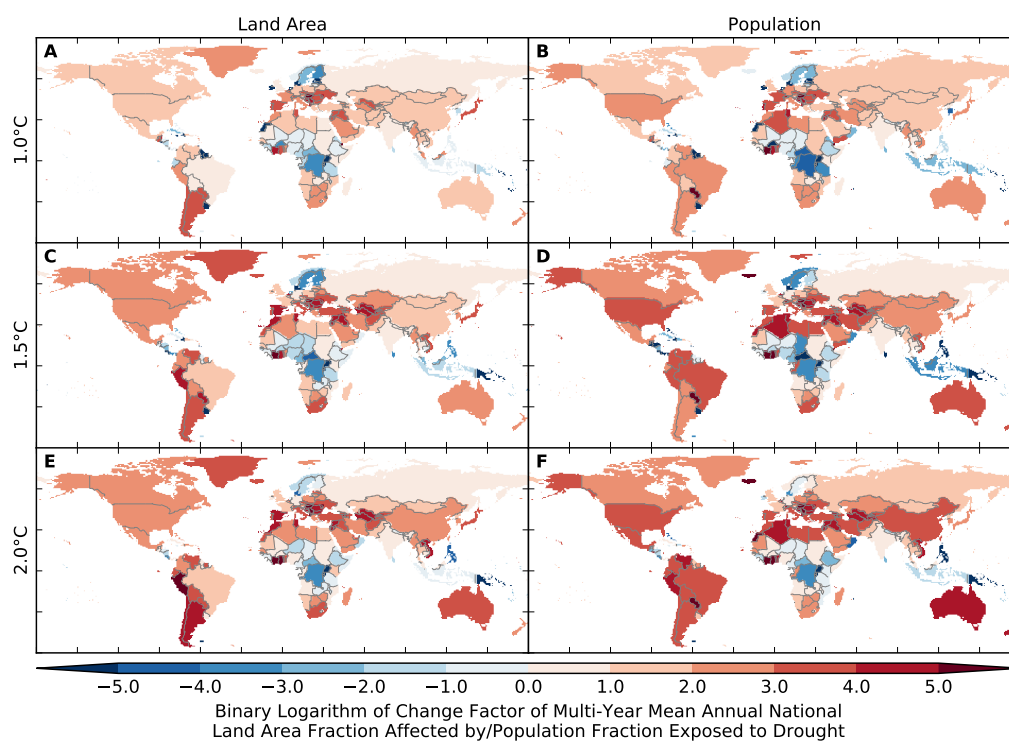 Land Area
Population
A
B
1.0°C
C
D
1.5°C
E
F
2.0°C
−5.0 −4.0 −3.0 −2.0 −1.0 0.0 1.0 2.0 3.0 4.0 5.0
Binary Logarithm of Change Factor of Multi-Year Mean Annual National
Land Area Fraction Affected by/Population Fraction Exposed to Drought